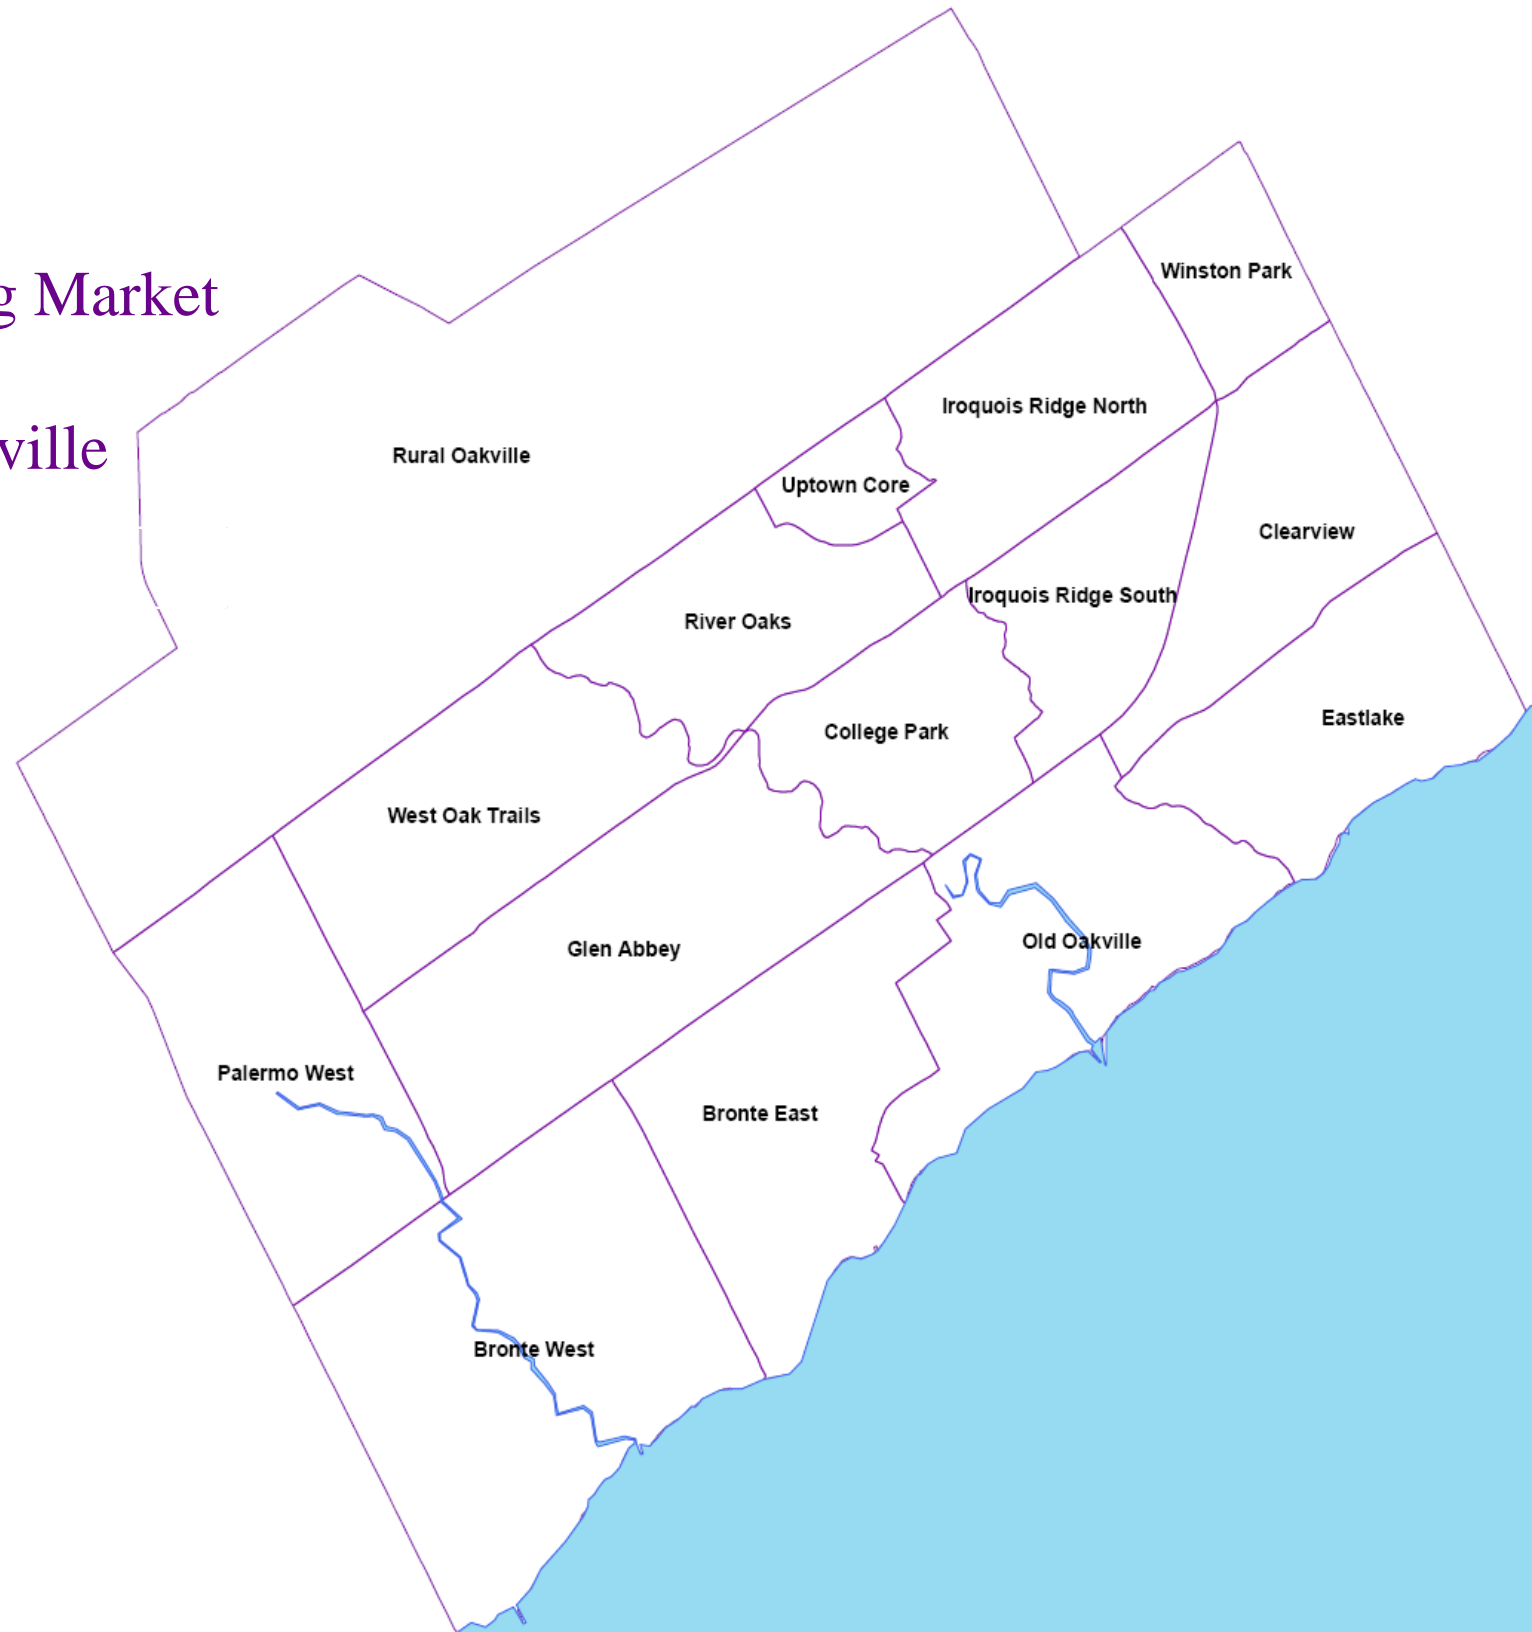 Winston Park
g Market
Iroquois Ridge North
ville
Rural Oakville
Uptown Core
Clearview
Iroquois Ridge South
River Oaks
Eastlake
College Park
West Oak Trails
Old Oakville
Glen Abbey
Palermo West
Bronte East
Bronte West